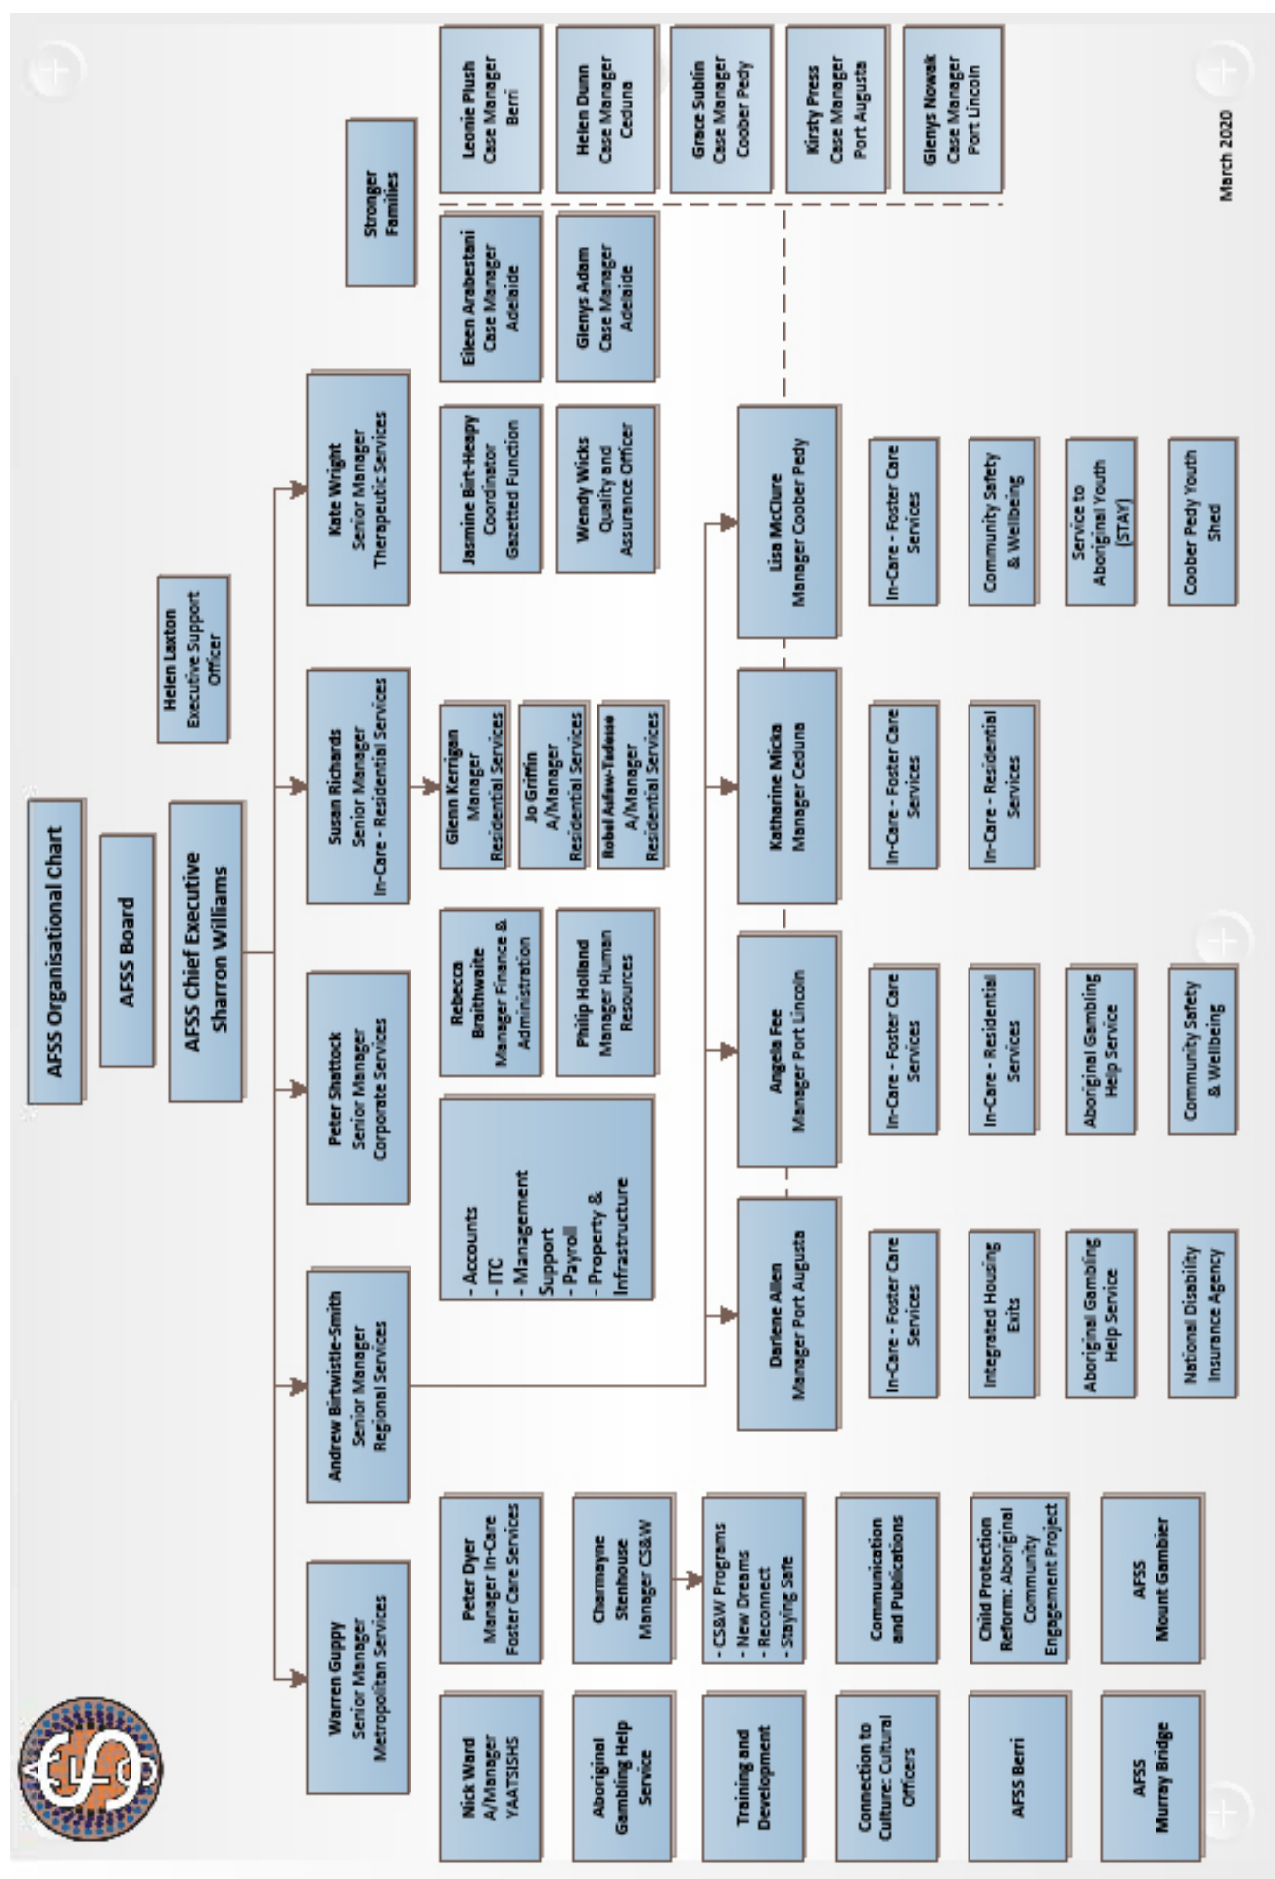 AFSS Organisational Chart
AFSS Board
AFSS Chief Executive
Sharron Williams
Helen Laxton
Executive Support
Officer
Warren Guppy
Senior Manager
Metropolitan Services
Andrew Birtwistle-Smith
Senior Manager
Regional Services
Peter Shattock
Senior Manager
Corporate Services
Susan Richards
Senior Manager
In-Care - Residential Services
Kate Wright
Senior Manager
Therapeutic Services
Stronger
Families
Nick Ward
A/Manager
YAATSISHS
Peter Dyer
Manager In-Care
Foster Care Services
Aboriginal
Gambling Help
Service
Charmayne
Stenhouse
Manager CS&W
Training and
Development
- CS&W Programs
- New Dreams
- Reconnect
- Staying Safe
Connection to
Culture: Cultural
Officers
Communication
and Publications
AFSS Berri
Child Protection
Reform: Aboriginal
Community
Engagement Project
AFSS
Murray Bridge
AFSS
Mount Gambier
- Accounts
- ITC
- Management
Support
- Payroll
- Property &
Infrastructure
Rebecca
Braithwaite
Manager Finance &
Administration
Philip Holland
Manager Human
Resources
Glenn Kerrigan
Manager
Residential Services
Jo Griffin
A/Manager
Residential Services
Robel
A/Manager
Residential Services
Jasmine Birt-Heapy
Coordinator
Gazetted Function
Wendy Wicks
Quality and
Assurance Officer
Eileen Arabestani
Case Manager
Adelaide
Glenys Adam
Case Manager
Adelaide
Leonie Plush
Case Manager
Berri
Helen Dunn
Case Manager
Ceduna
Grace Sublin
Case Manager
Coober Pedy
Kirsty Press
Case Manager
Port Augusta
Glenys Nowak
Case Manager
Port Lincoln
Darlene Allen
Manager Port Augusta
In-Care - Foster Care
Services
Integrated Housing
Exits
Aboriginal Gambling
Help Service
National Disability
Insurance Agency
Angela Fee
Manager Port Lincoln
In-Care - Foster Care
Services
In-Care - Residential
Services
Aboriginal Gambling
Help Service
Community Safety
& Wellbeing
Katharine Micka
Manager Ceduna
In-Care - Foster Care
Services
In-Care - Residential
Services
Lisa McClure
Manager Coober Pedy
In-Care - Foster Care
Services
Community Safety
& Wellbeing
Service to
Aboriginal Youth
(STAY)
Coober Pedy Youth
Shed
March 2020